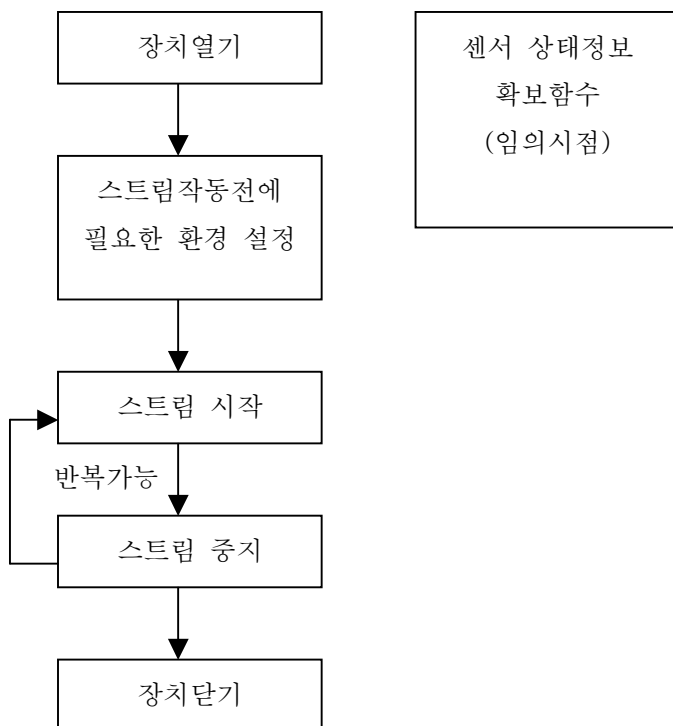 장치열기
스트림작동전에
필요한 환경 설정
스트림 시작
반복가능
스트림 중지
장치닫기
센서 상태정보
확보함수
(임의시점)